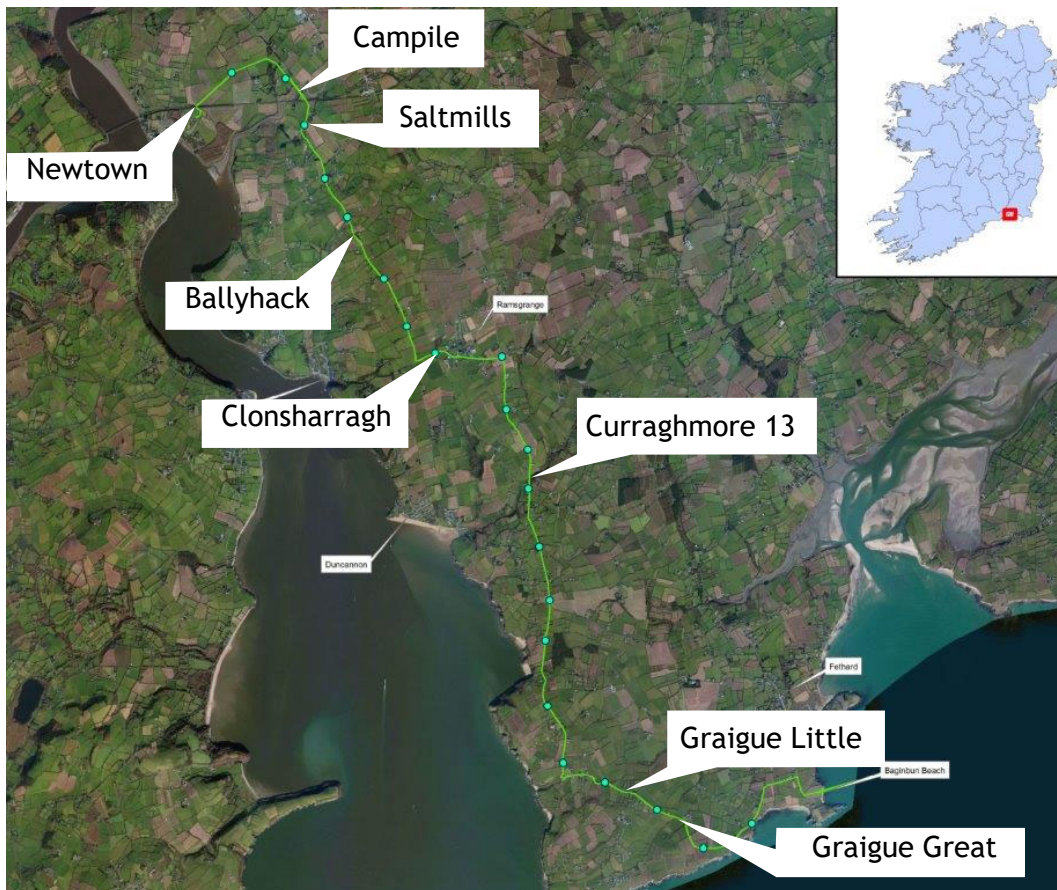 Campile
Saltmills
Newtown
Ballyhack
Ramsgrange
Clonsharragh
Curraghmore 13
Duncannon
Fethard
Graigue Little
Baginbun Beach
Graigue Great